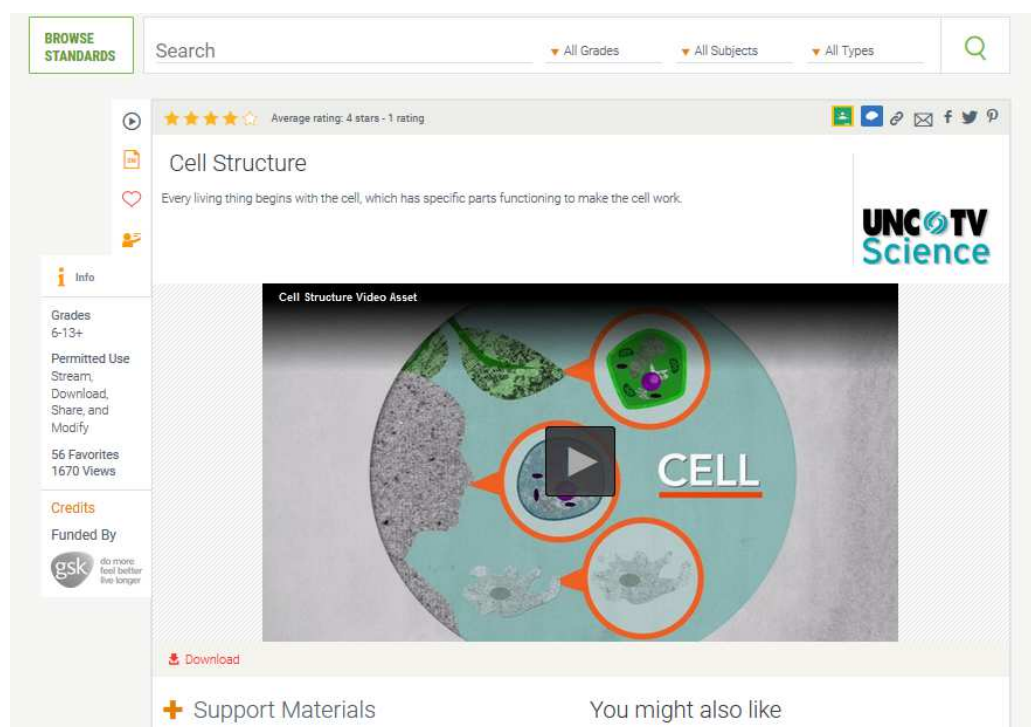 BROWSE
STANDARDS
Search
All Grades
All Subjects
All Types
Average rating: 4 stars - 1 rating
Cell Structure
Every living thing begins with the cell, which has specific parts functioning to make the cell work.
UNC TV
Science
Info
Grades
6-13+
Permitted Use
Stream,
Download,
Share, and
Modify
56 Favorites
1670 Views
Credits
Funded By
gsk
do more
feel better
live longer
Cell Structure Video Asset
CELL
Download
Support Materials
You might also like